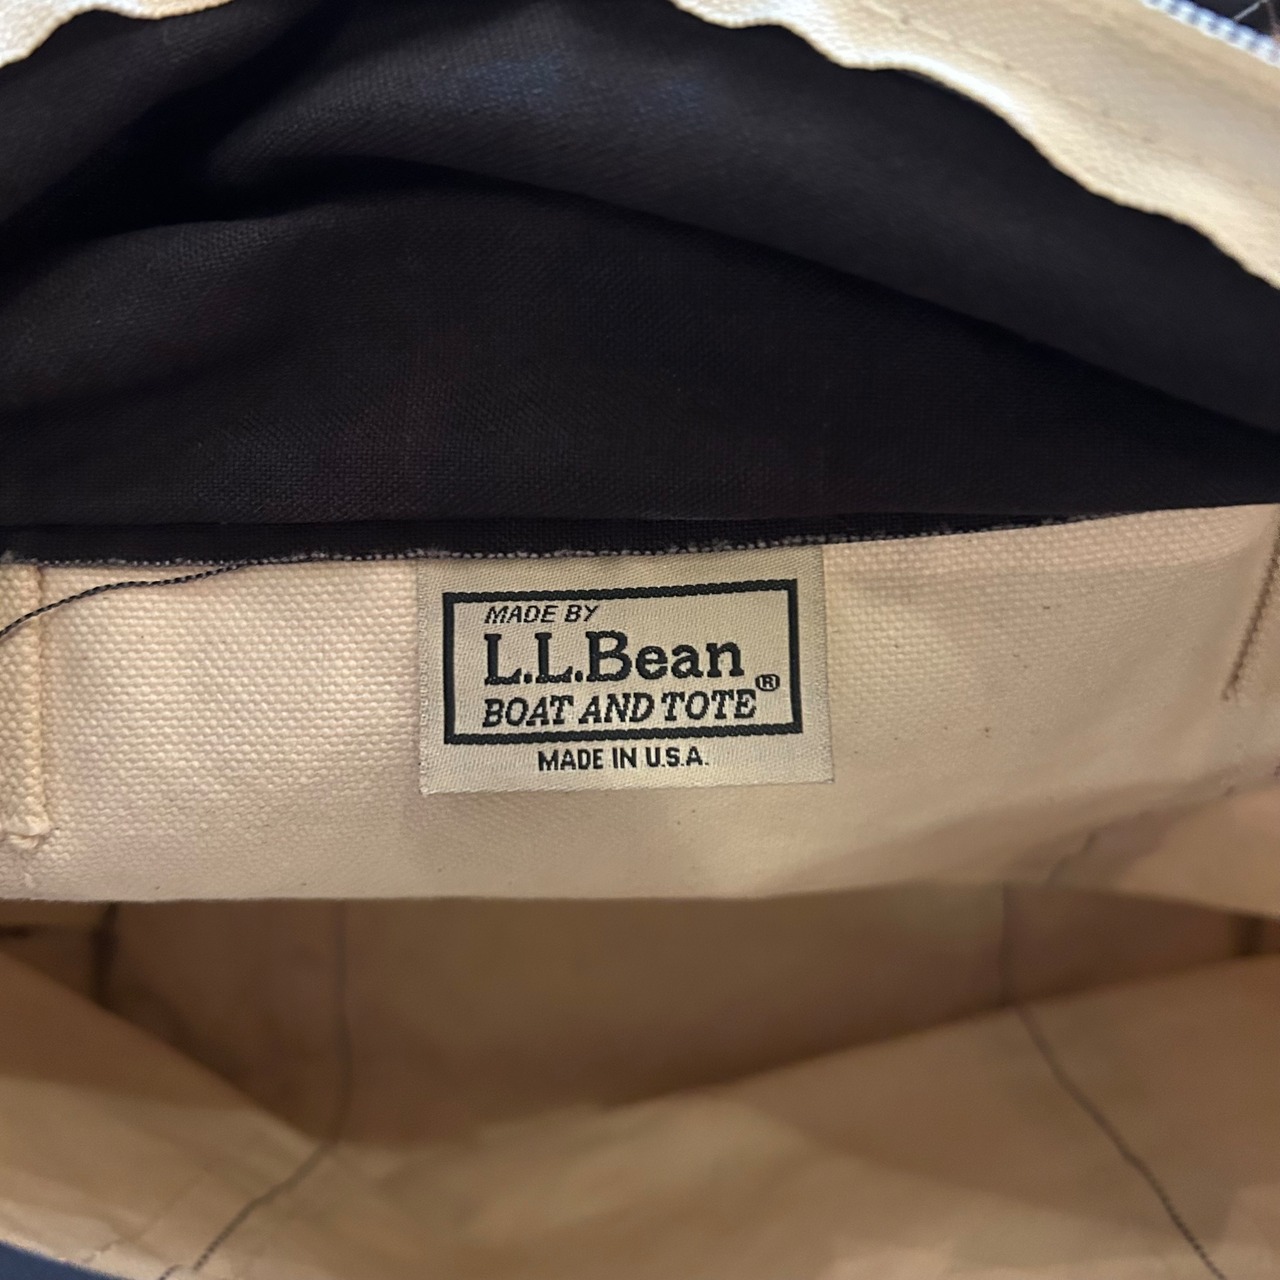 MADE BY
L.L.Bean®
BOAT AND TOTE
MADE IN U.S.A.